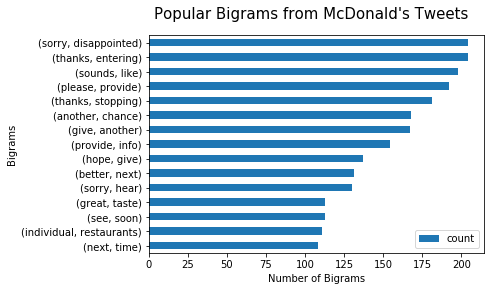 Popular Bigrams from McDonald's Tweets
Bigrams
(sorry, disappointed)
(thanks, entering)
(sounds, like)
(please, provide)
(thanks, stopping)
(another, chance)
(give, another)
(provide, info)
(hope, give)
(better, next)
(sorry, hear)
(great, taste)
(see, soon)
(individual, restaurants)
(next, time)
count
0 25 50 75 100 125 150 175 200
Number of Bigrams